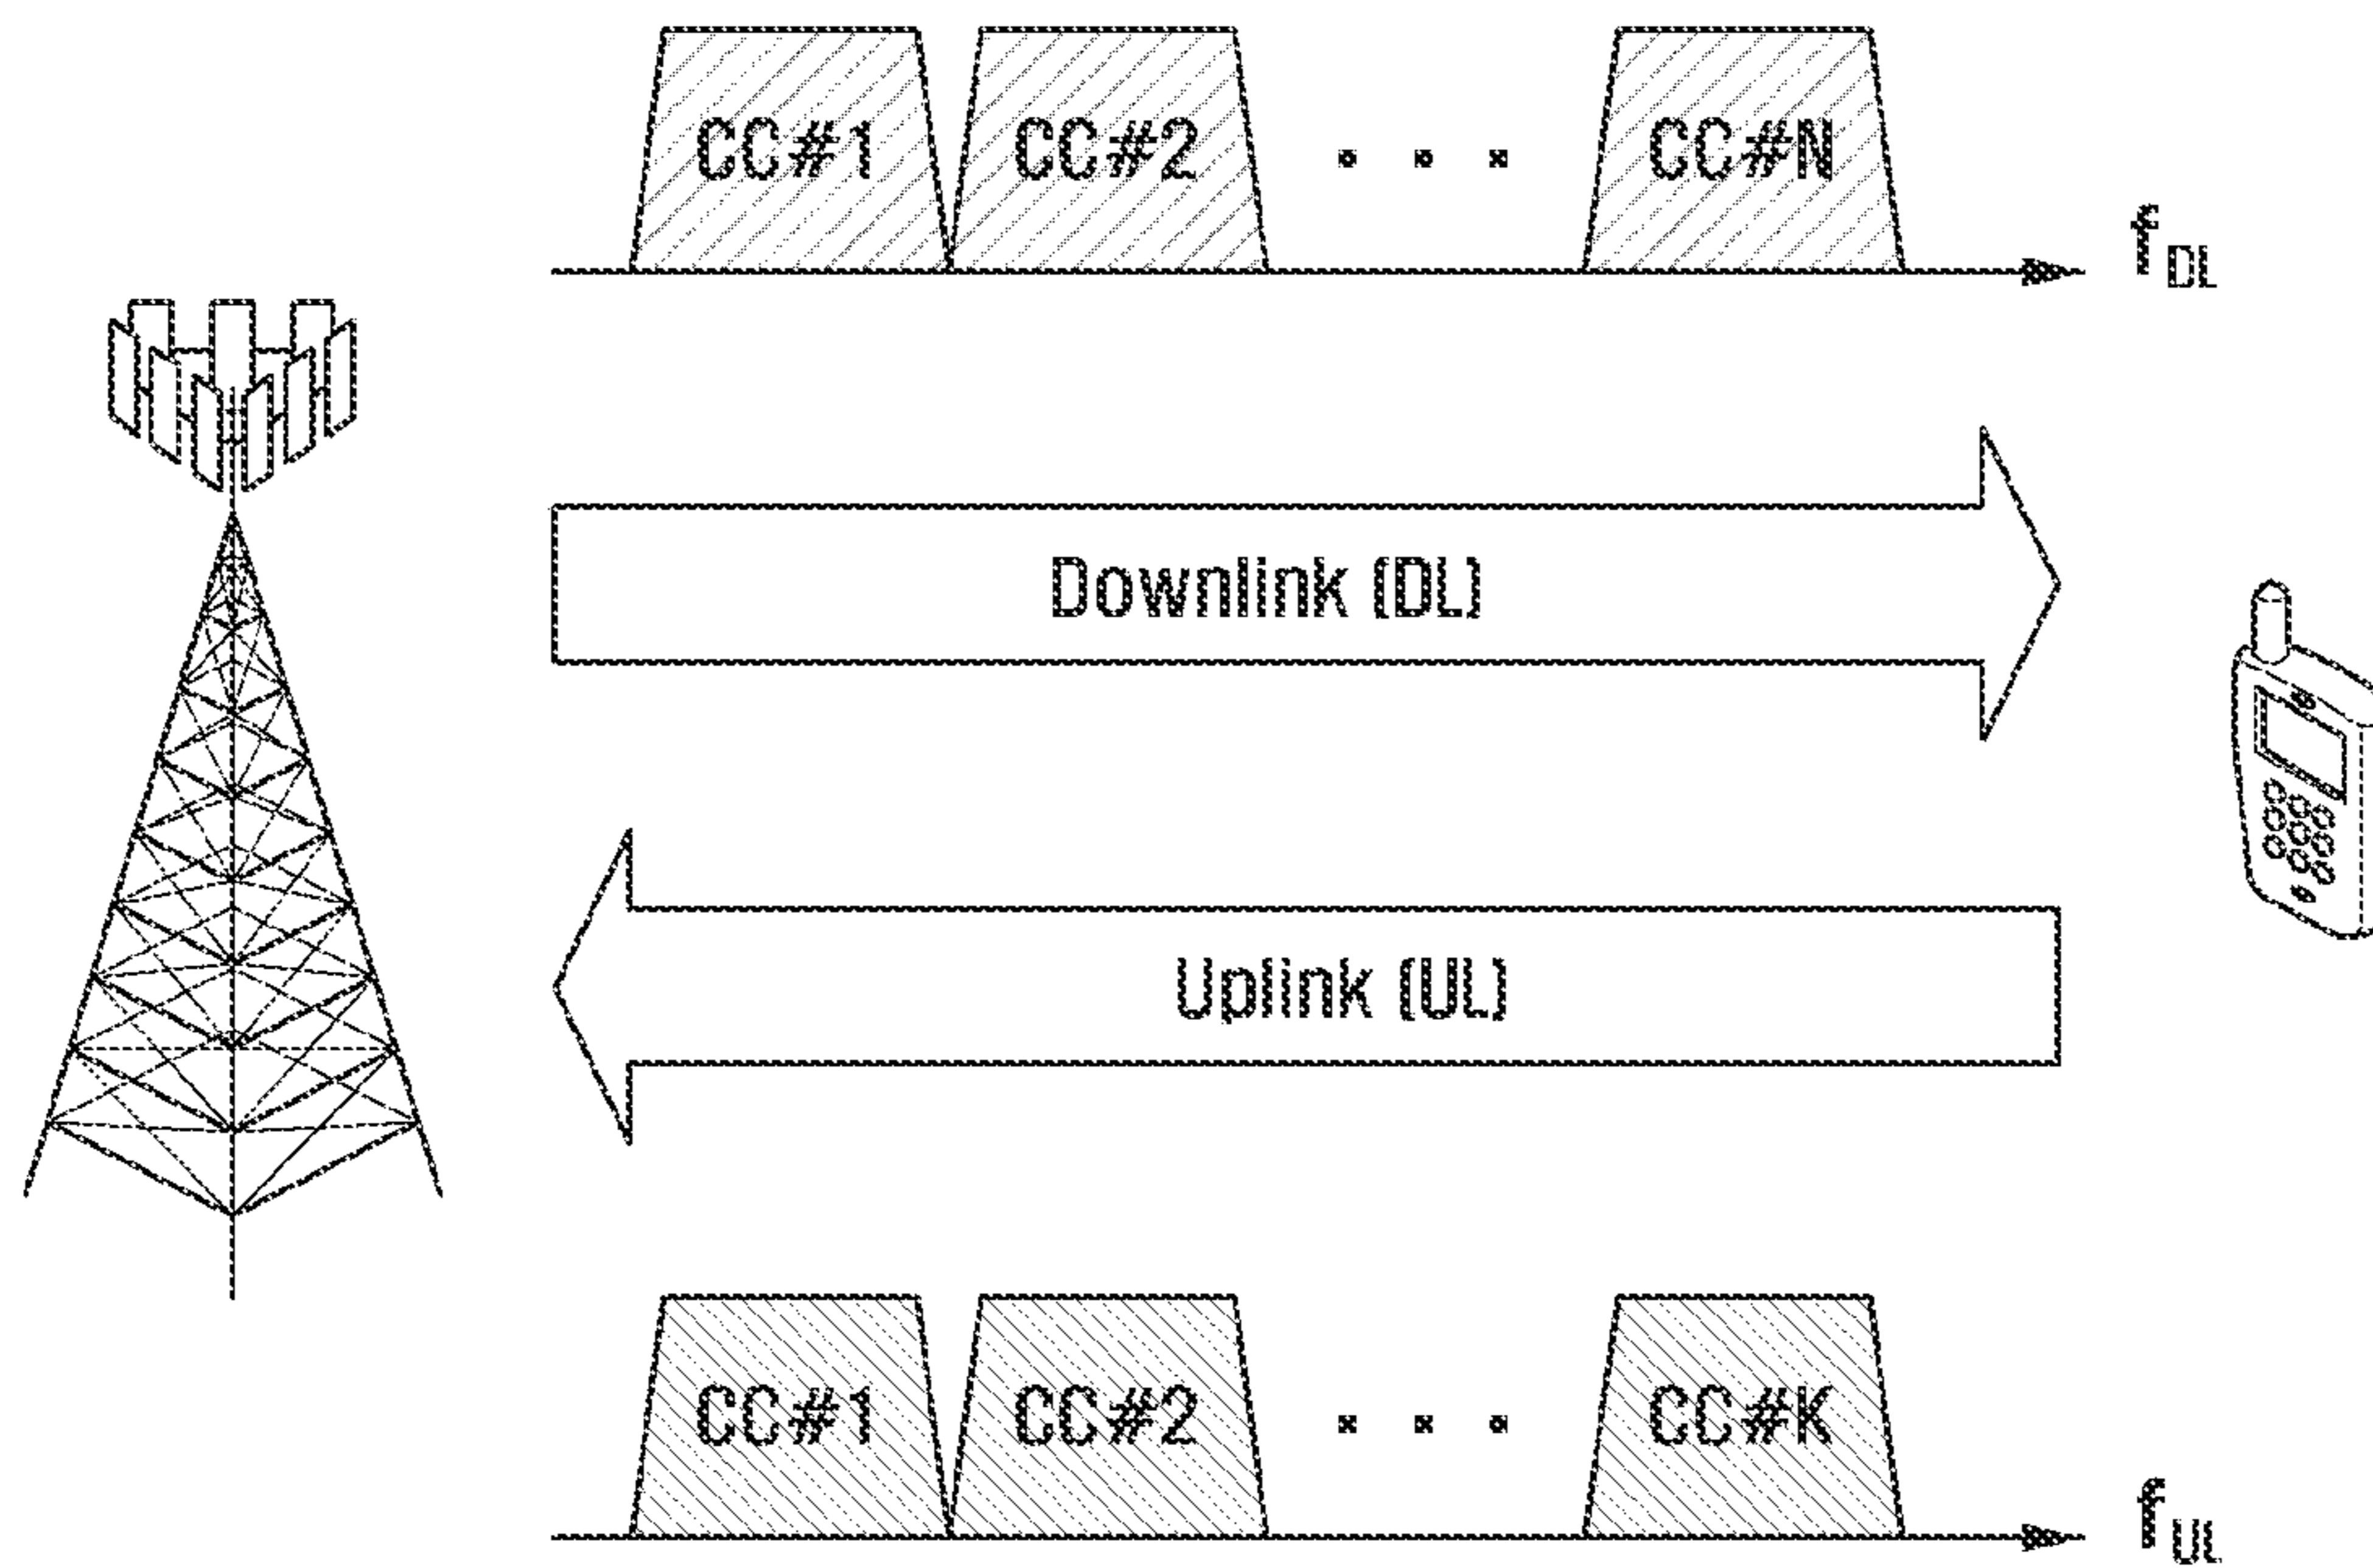 CC#1 CC#2 . . . CC#N
f_DL
Downlink (DL)
Uplink (UL)
CC#1 CC#2 . . . CC#K
f_UL